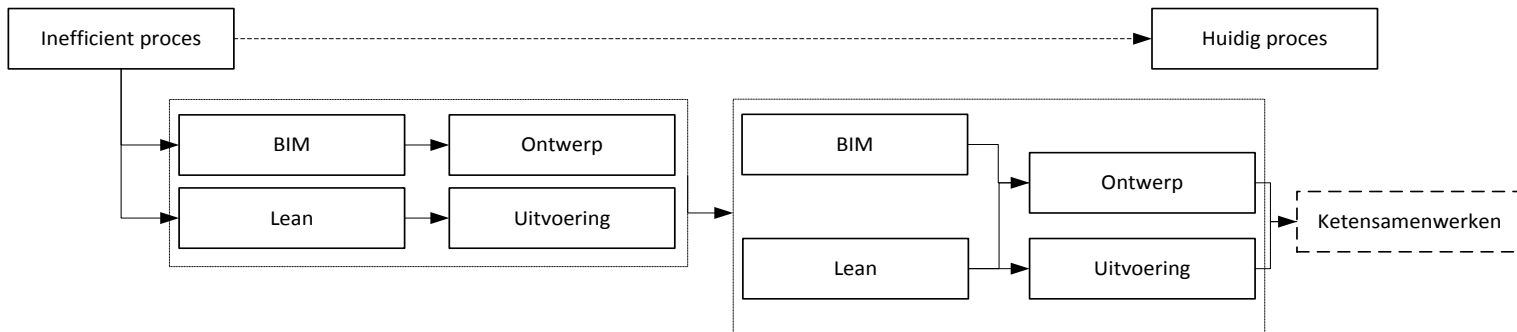 Inefficient proces
Huidig proces
BIM
Ontwerp
Lean
Uitvoering
BIM
Ontwerp
Lean
Uitvoering
Ketensamenwerken